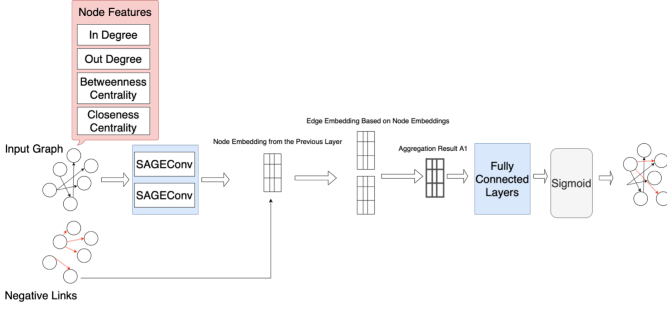 Node Features
In Degree
Out Degree
Betweenness
Centrality
Closeness
Centrality
Input Graph
SAGEConv
SAGEConv
Node Embedding from the Previous Layer
Edge Embedding Based on Node Embeddings
Aggregation Result A1
Fully
Connected
Layers
Sigmoid
Negative Links